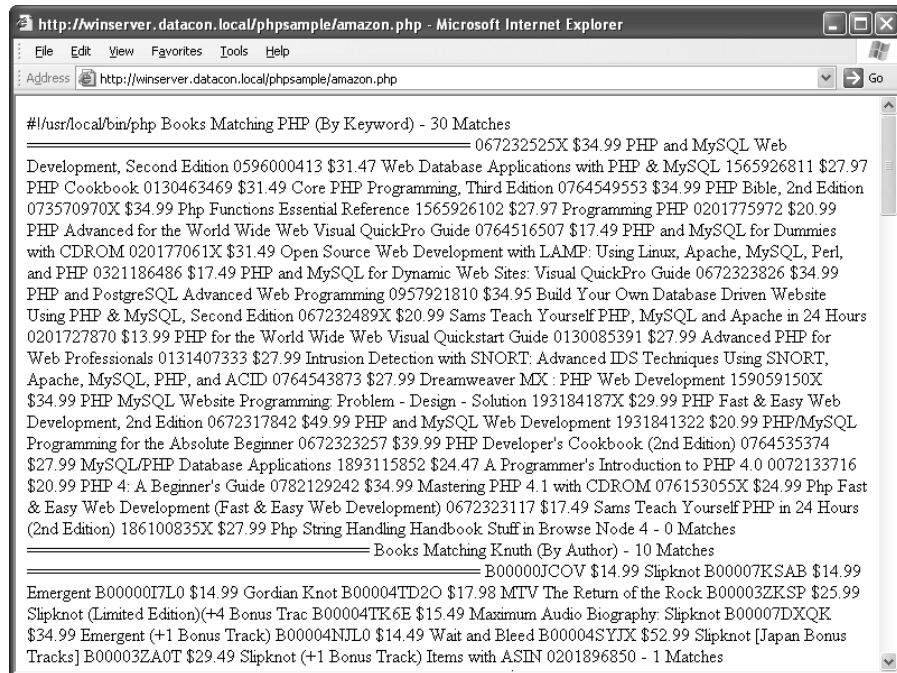 http://winserver.datacon.local/phpsample/amazon.php - Microsoft Internet Explorer
File Edit View Favorites Tools Help
Address http://winserver.datacon.local/phpsample/amazon.php Go
#!/usr/local/bin/php Books Matching PHP (By Keyword) - 30 Matches
======================================== 067232525X $34.99 PHP and MySQL Web
Development, Second Edition 0596000413 $31.47 Web Database Applications with PHP & MySQL 1565926811 $27.97
PHP Cookbook 0130463469 $31.49 Core PHP Programming, Third Edition 0764549553 $34.99 PHP Bible, 2nd Edition
073570970X $34.99 Php Functions Essential Reference 1565926102 $27.97 Programming PHP 0201775972 $20.99
PHP Advanced for the World Wide Web Visual QuickPro Guide 0764516507 $17.49 PHP and MySQL for Dummies
with CDROM 020177061X $31.49 Open Source Web Development with LAMP: Using Linux, Apache, MySQL, Perl,
and PHP 0321186486 $17.49 PHP and MySQL for Dynamic Web Sites: Visual QuickPro Guide 0672323826 $34.99
PHP and PostgreSQL Advanced Web Programming 0957921810 $34.95 Build Your Own Database Driven Website
Using PHP & MySQL, Second Edition 067232489X $20.99 Sams Teach Yourself PHP, MySQL and Apache in 24 Hours
0201727870 $13.99 PHP for the World Wide Web Visual Quickstart Guide 0130085391 $27.99 Advanced PHP for
Web Professionals 0131407333 $27.99 Intrusion Detection with SNORT: Advanced IDS Techniques Using SNORT,
Apache, MySQL, PHP, and ACID 0764543873 $27.99 Dreamweaver MX : PHP Web Development 159059150X
$34.99 PHP MySQL Website Programming: Problem - Design - Solution 193184187X $29.99 PHP Fast & Easy Web
Development, 2nd Edition 0672317842 $49.99 PHP and MySQL Web Development 1931841322 $20.99 PHP/MySQL
Programming for the Absolute Beginner 0672323257 $39.99 PHP Developer's Cookbook (2nd Edition) 0764535374
$27.99 MySQL/PHP Database Applications 1893115852 $24.47 A Programmer's Introduction to PHP 4.0 0072133716
$20.99 PHP 4: A Beginner's Guide 0782129242 $34.99 Mastering PHP 4.1 with CDROM 076153055X $24.99 Php Fast
& Easy Web Development (Fast & Easy Web Development) 0672323117 $17.49 Sams Teach Yourself PHP in 24 Hours
(2nd Edition) 186100835X $27.99 Php String Handling Handbook Stuff in Browse Node 4 - 0 Matches
=============================== Books Matching Knuth (By Author) - 10 Matches
========================================= B00000JCOV $14.99 Slipknot B00007KSAB $14.99
Emergent B00000I7L0 $14.99 Gordian Knot B00004TD2O $17.98 MTV The Return of the Rock B00003ZKSP $25.99
Slipknot (Limited Edition)(+4 Bonus Trac B00004TK6E $15.49 Maximum Audio Biography: Slipknot B00007DXQK
$34.99 Emergent (+1 Bonus Track) B00004NJL0 $14.49 Wait and Bleed B00004SYJX $52.99 Slipknot [Japan Bonus
Tracks] B00003ZA0T $29.49 Slipknot (+1 Bonus Track) Items with ASIN 0201896850 - 1 Matches